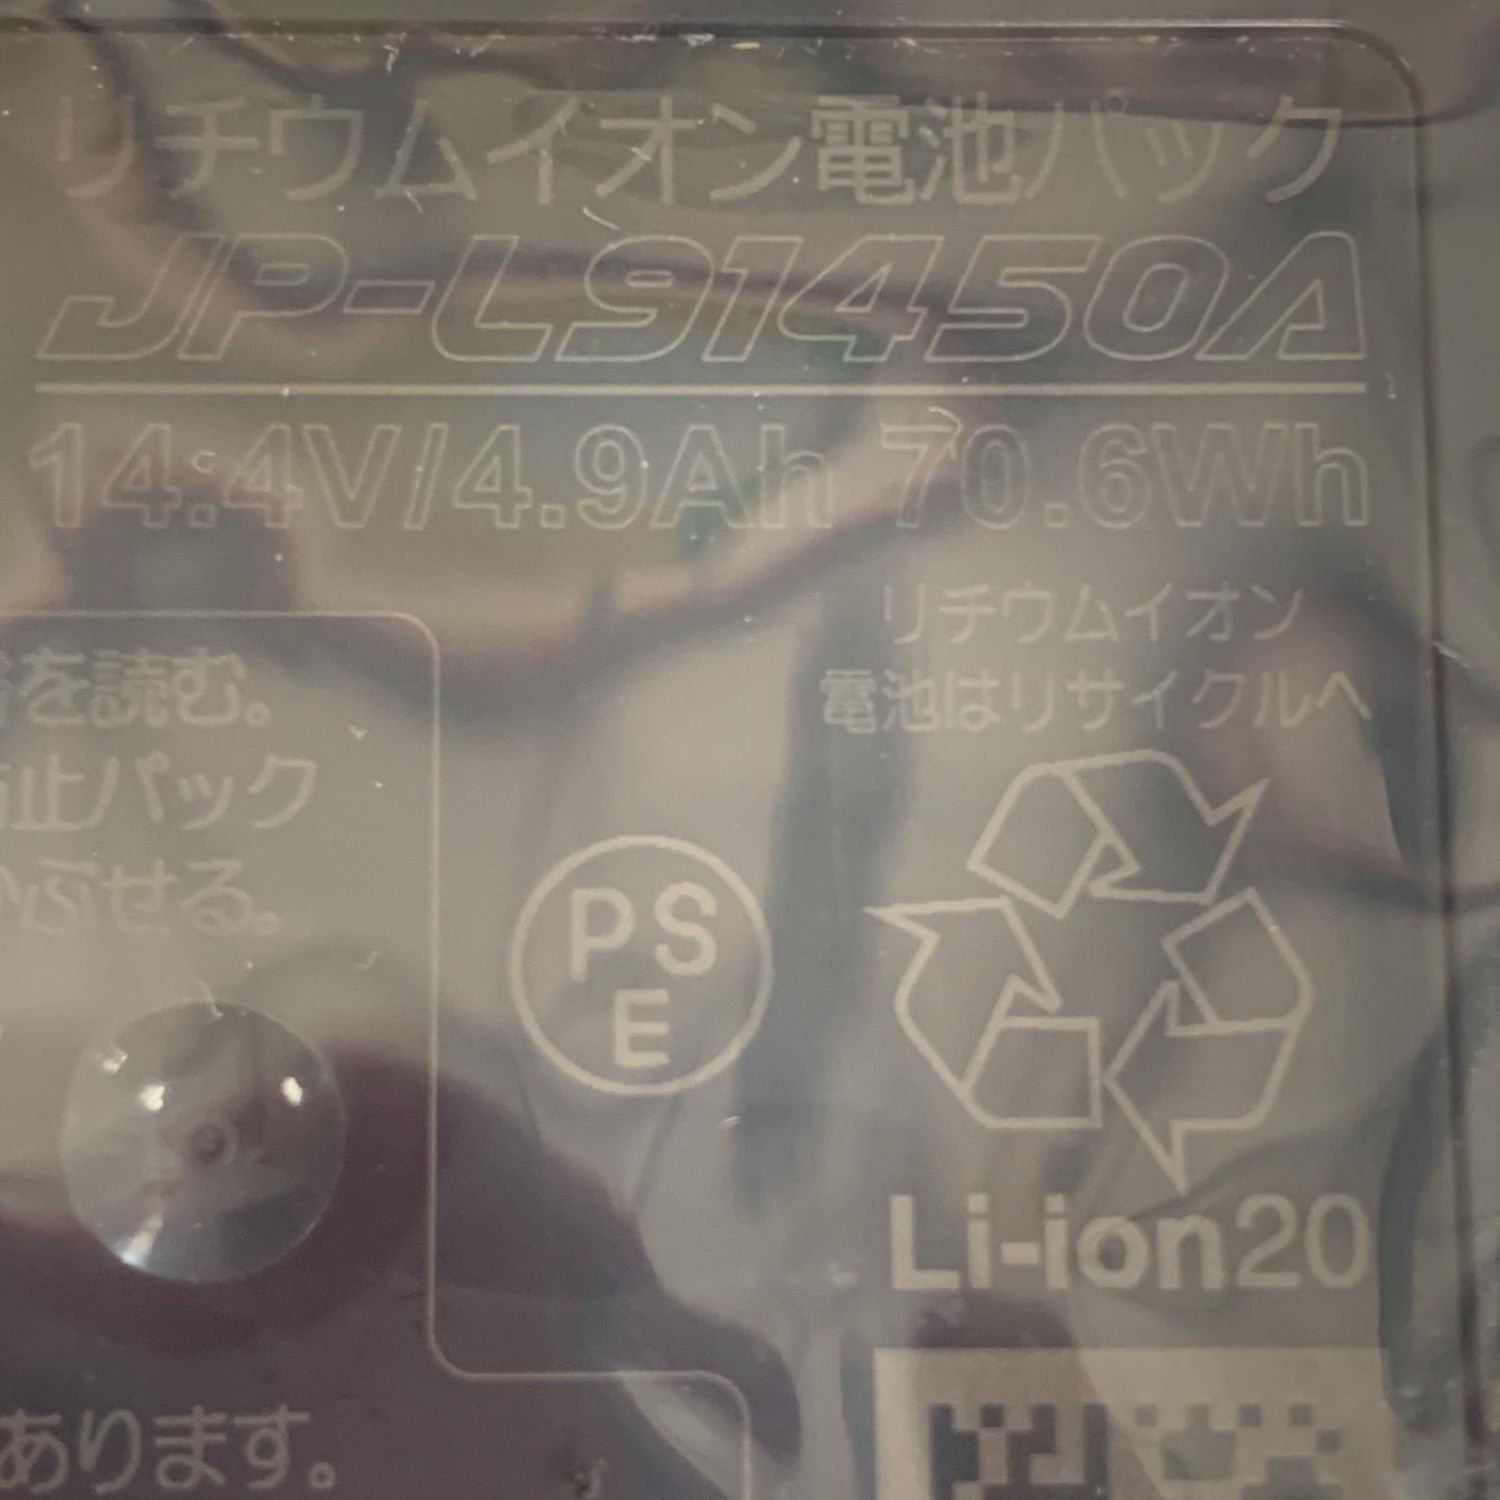 リチウムイオン電池パック
JP-L91450A
14.4V/4.9Ah 70.6Wh
リチウムイオン
電池はリサイクルへ
を読む。
止パック
かぶせる。
PS
E
Li-ion20
あります。